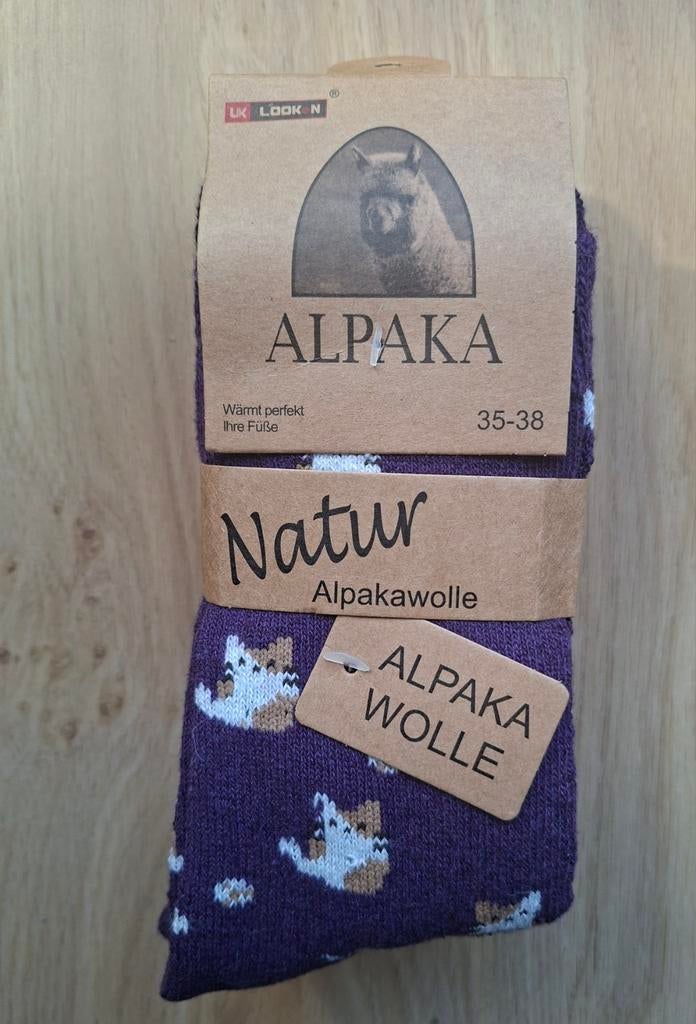 UK LOOKEN®
ALPAKA
Wärmt perfekt
Ihre Füße
35-38
Natur
Alpakawolle
ALPAKA
WOLLE